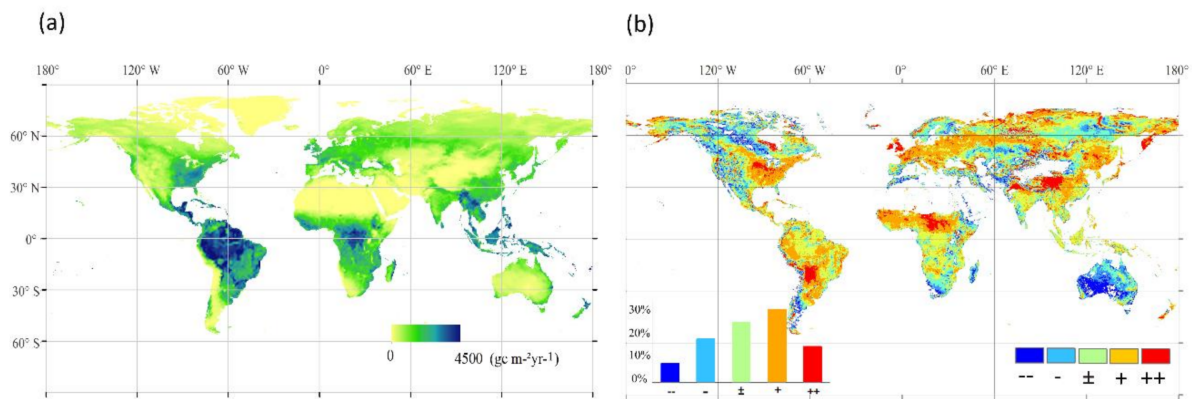 (a)
(b)
180° 120° W 60° W 0° 60° E 120° E 180°
0° 120° W 60° W 0° 60° E 120° E 180°
60° N
30° N
0°
30° S
60° S
0 4500 (gc m-²yr-¹)
30%
20%
10%
0%
-- - ± + ++
-- - ± + ++